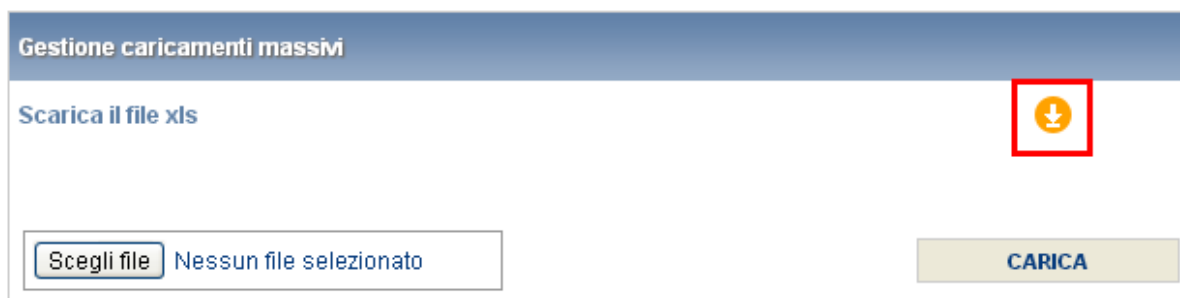 Gestione caricamenti massivi
Scarica il file xls
Scegli file Nessun file selezionato
CARICA